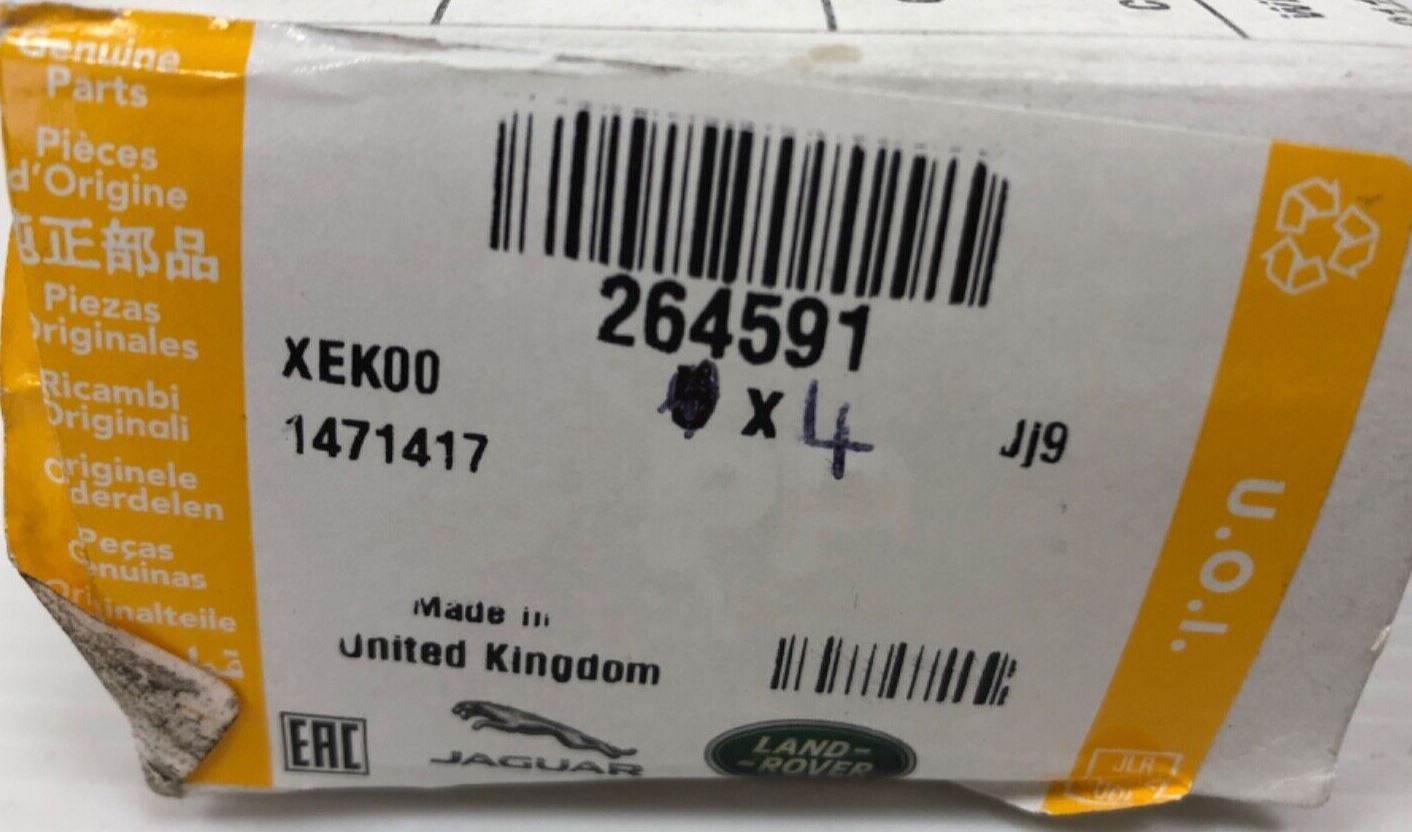 Genuine
Parts
Pièces
d'Origine
正部品
Piezas
Originales
Ricambi
Originali
Originele
derdelen
Peças
Genuinas
Originalteile
264591
XEK00
x 4
1471417
Jj9
Made in
United Kingdom
EAC
JAGUAR
LAND-
-ROVER
U.O.I.
JLR